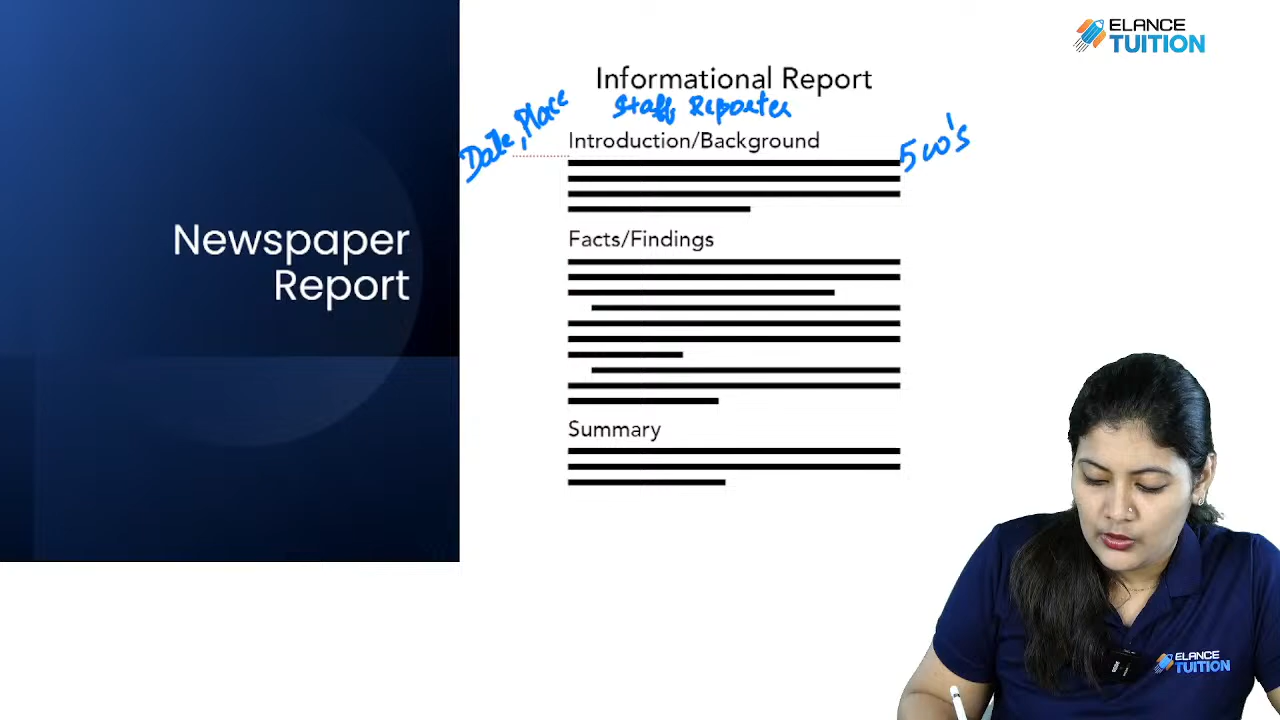 ELANCE
TUITION
Informational Report
Staff Reporter
Date, Place
Introduction/Background
5 w's
Newspaper
Report
Facts/Findings
Summary
ELANCE
TUITION